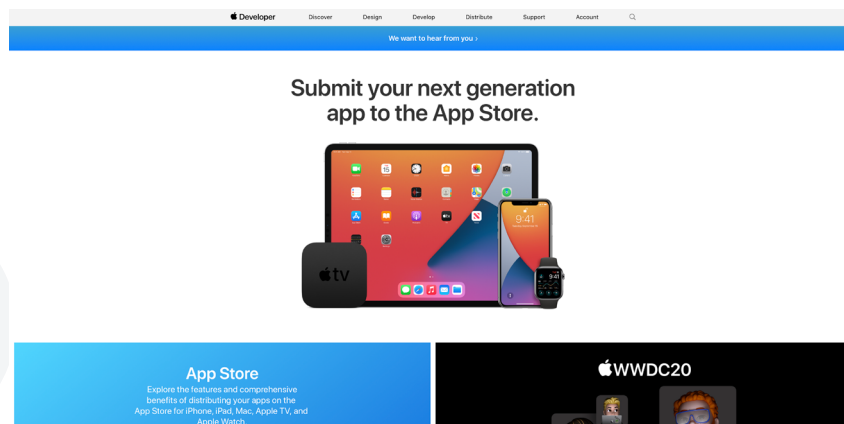 Developer Discover Design Develop Distribute Support Account
We want to hear from you ›
Submit your next generation
app to the App Store.
9:41
tv
9:41
App Store
Explore the features and comprehensive
benefits of distributing your apps on the
App Store for iPhone, iPad, Mac, Apple TV, and
Apple Watch.
WWDC20